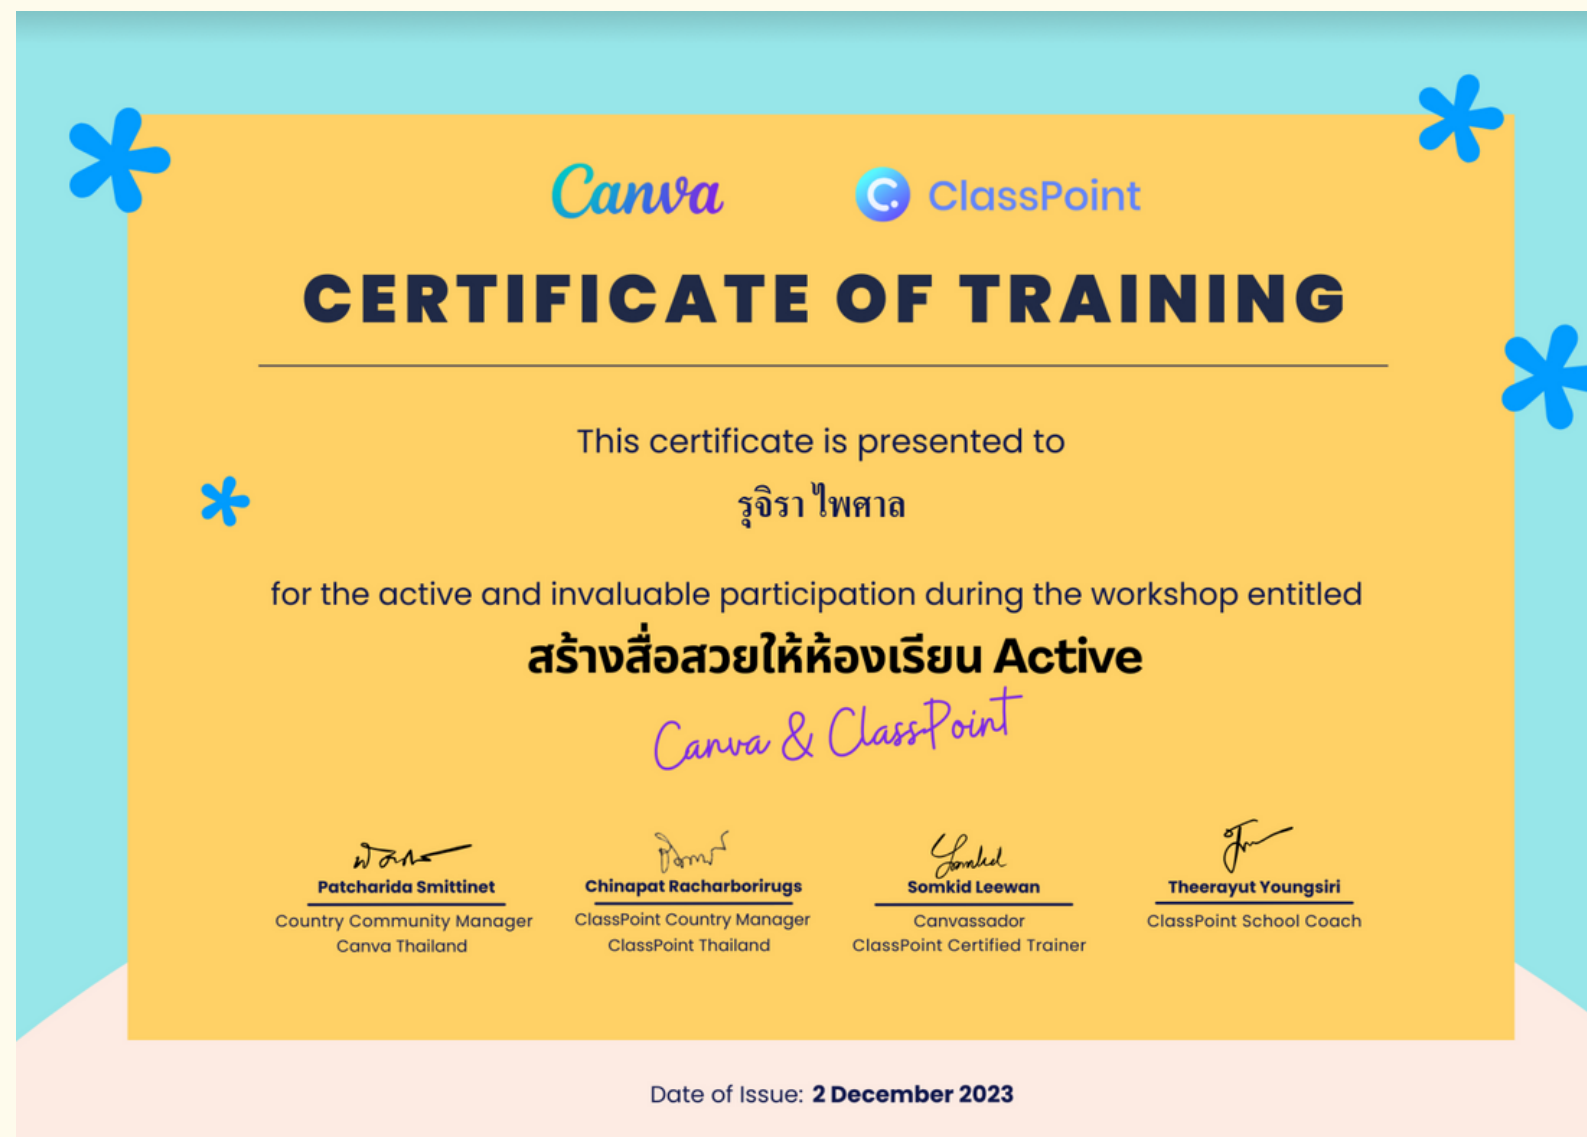 Canva
ClassPoint
CERTIFICATE OF TRAINING
This certificate is presented to
รุจิรา ไพศาล
for the active and invaluable participation during the workshop entitled
สร้างสื่อสวยให้ห้องเรียน Active
Canva & ClassPoint
Patcharida Smittinet
Country Community Manager
Canva Thailand
Chinapat Racharborirugs
ClassPoint Country Manager
ClassPoint Thailand
Somkid
Somkid Leewan
Canvassador
ClassPoint Certified Trainer
Theerayut Youngsiri
ClassPoint School Coach
Date of Issue: 2 December 2023